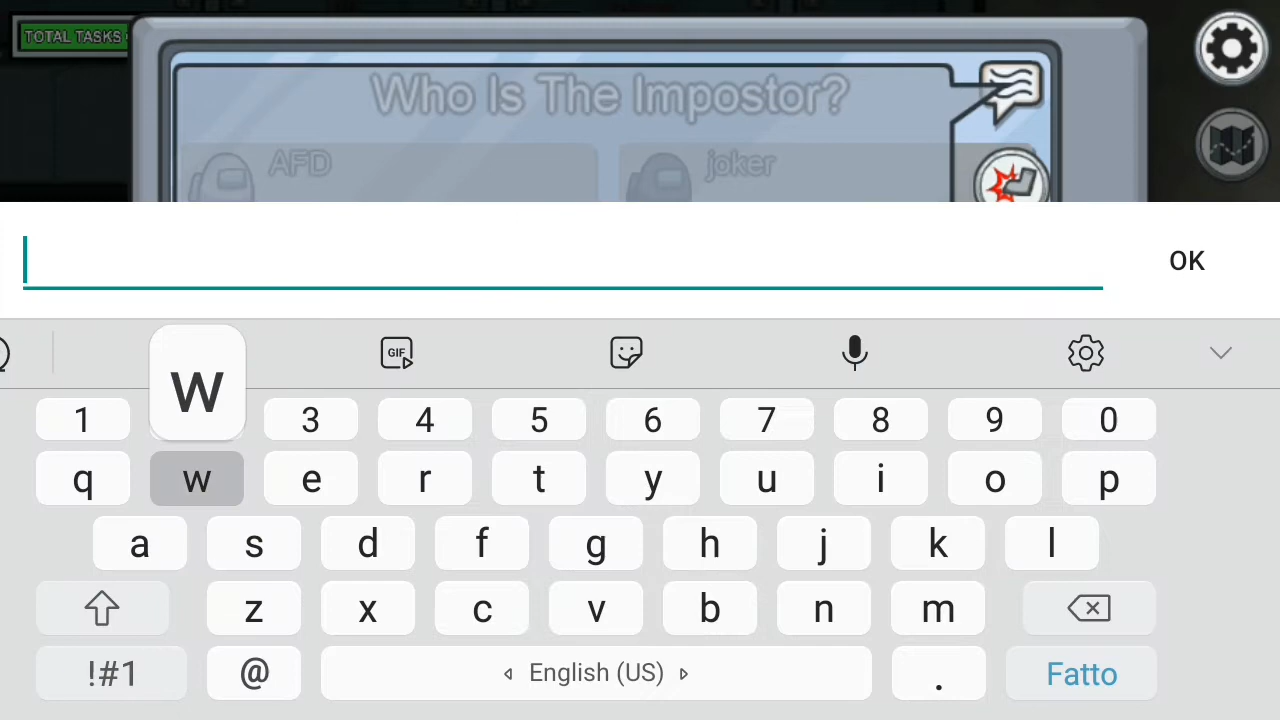 TOTAL TASKS
Who Is The Impostor?
AFD joker
OK
W
GIF
1 3 4 5 6 7 8 9 0
q w e r t y u i o p
a s d f g h j k l
z x c v b n m
!#1 @ English (US) . Fatto